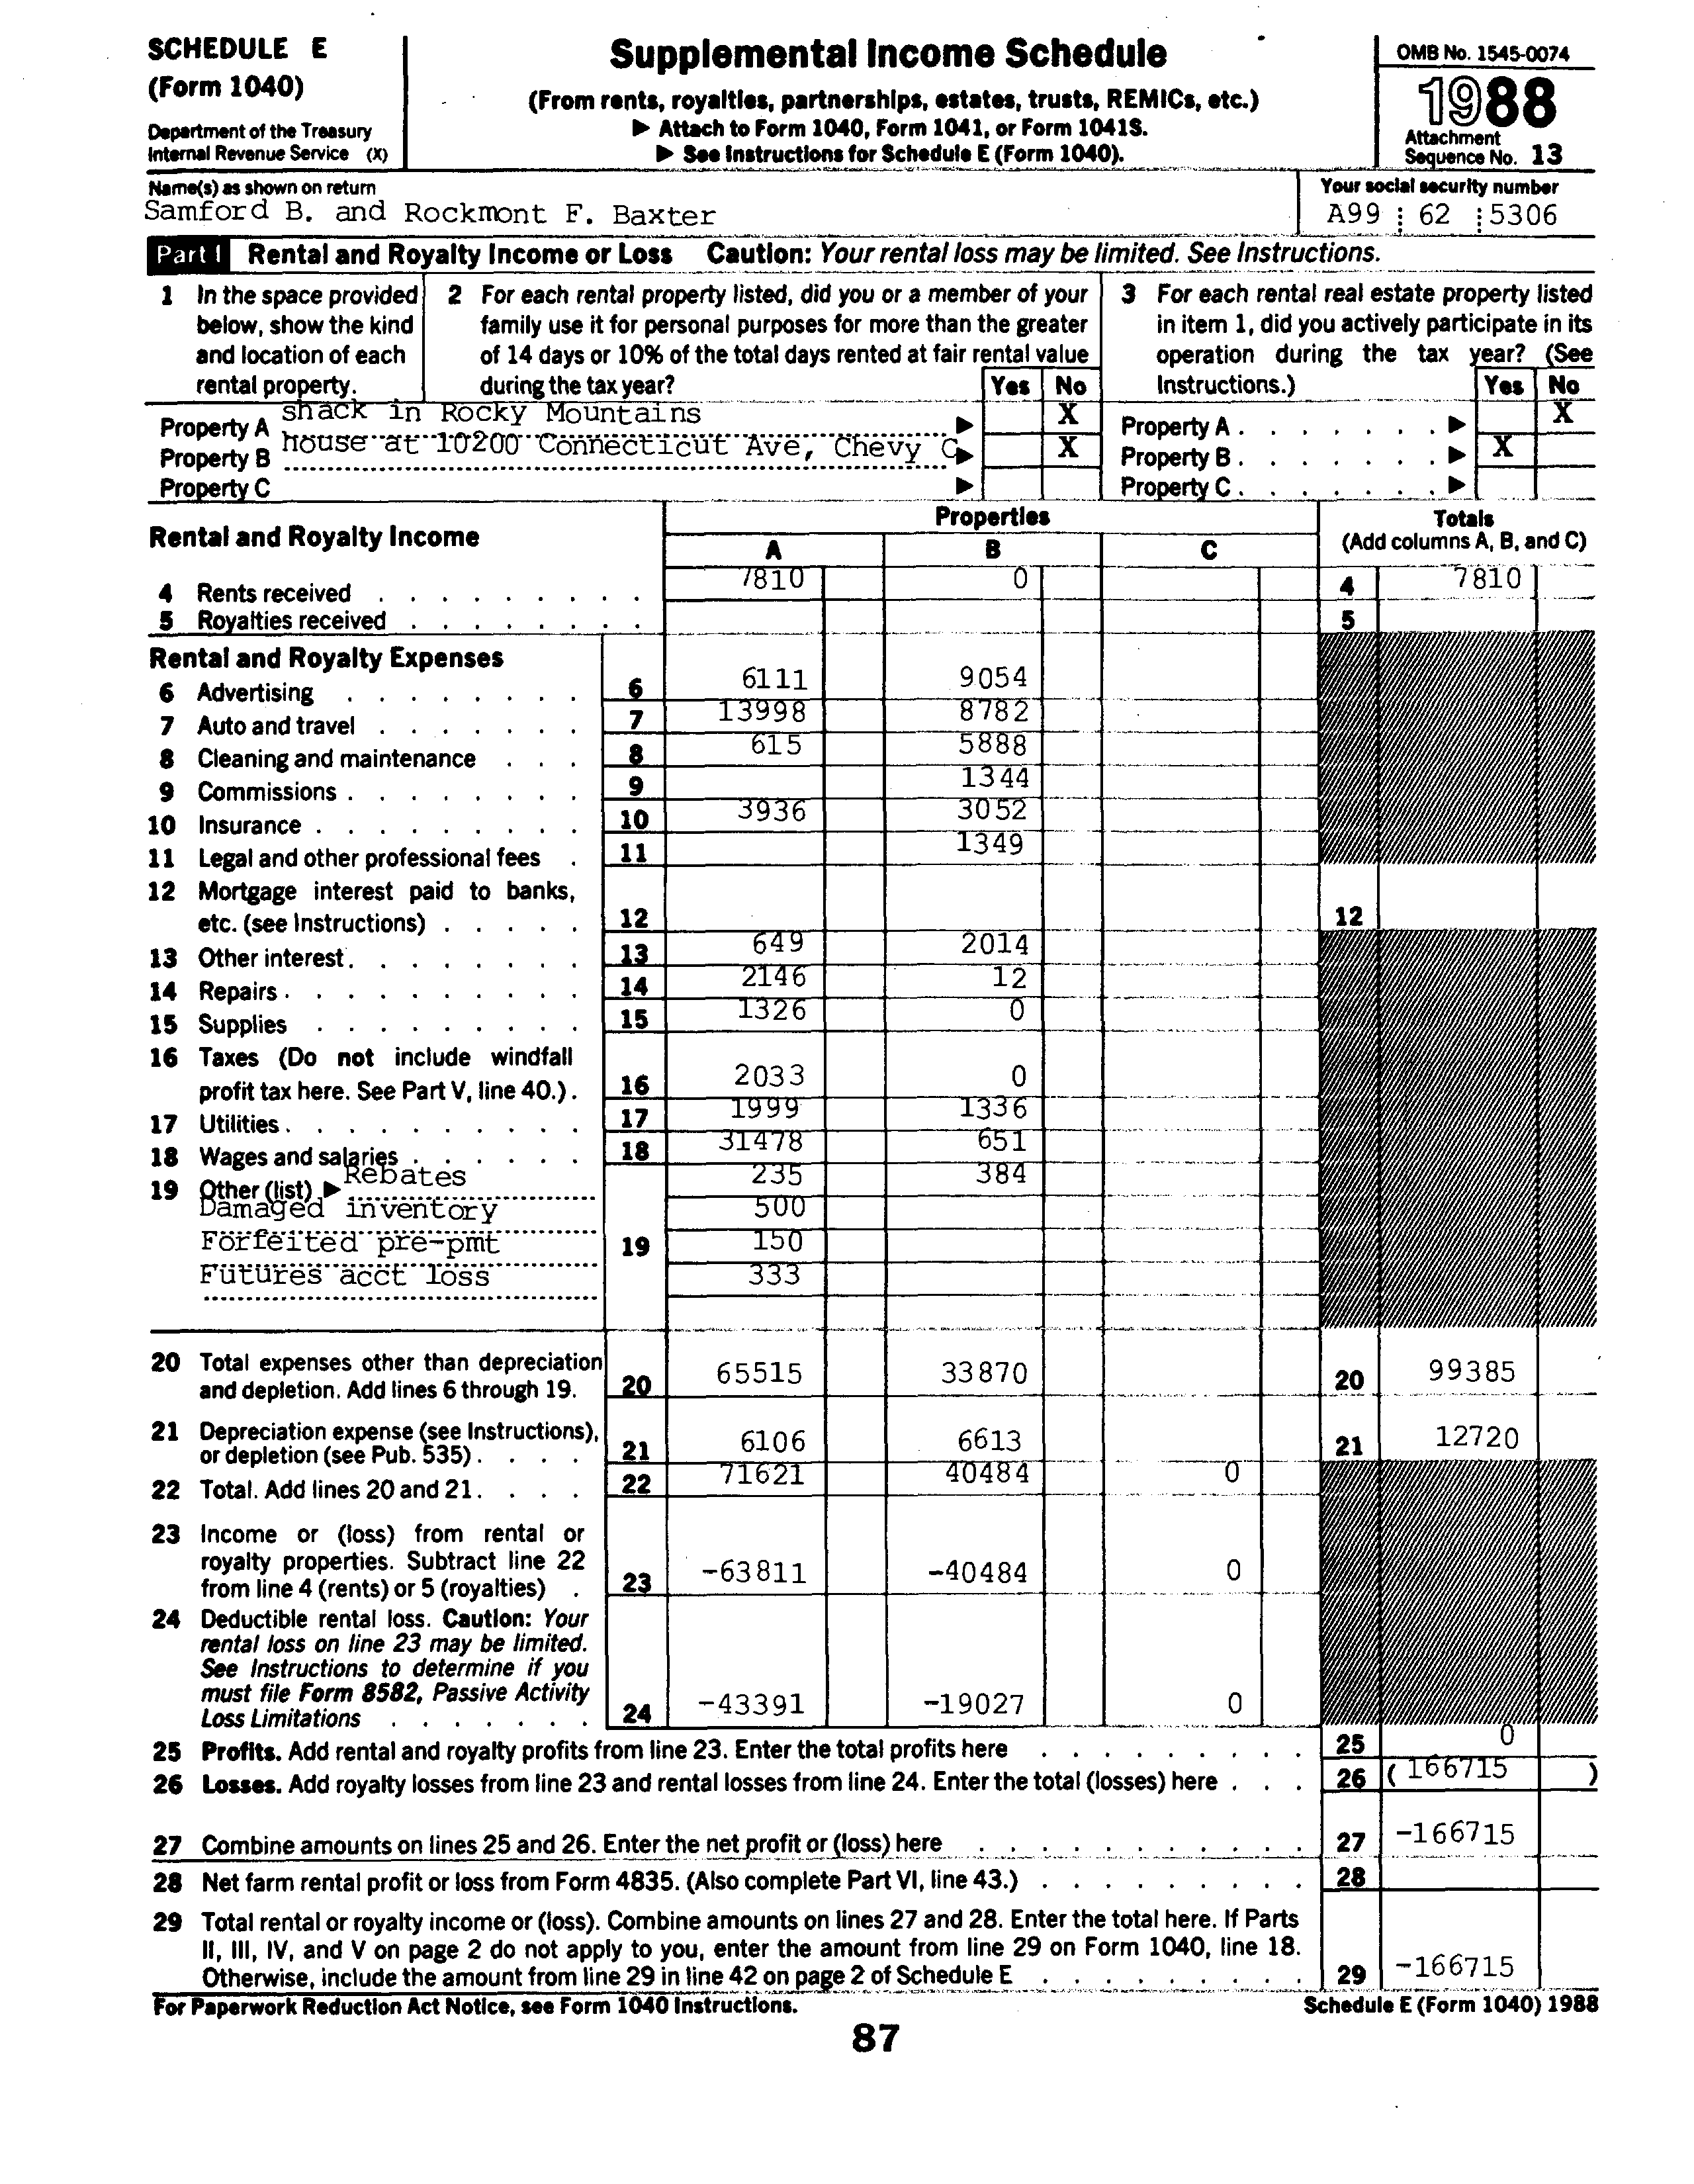 SCHEDULE E
(Form 1040)
Department of the Treasury
Internal Revenue Service (X)
Supplemental Income Schedule
(From rents, royalties, partnerships, estates, trusts, REMICs, etc.)
▶ Attach to Form 1040, Form 1041, or Form 1041S.
▶ See Instructions for Schedule E (Form 1040).
OMB No. 1545-0074
1988
Attachment
Sequence No. 13
Name(s) as shown on return
Samford B. and Rockmont F. Baxter
Your social security number
A99 62 5306
Part I Rental and Royalty Income or Loss Caution: Your rental loss may be limited. See Instructions.
1 In the space provided
below, show the kind
and location of each
rental property.
2 For each rental property listed, did you or a member of your
family use it for personal purposes for more than the greater
of 14 days or 10% of the total days rented at fair rental value
during the tax year? Yes No
3 For each rental real estate property listed
in item 1, did you actively participate in its
operation during the tax year? (See
Instructions.) Yes No
Property A shack in Rocky Mountains ▶ X Property A . . . . . . . ▶ X
Property B house at 10200 Connecticut Ave, Chevy C ▶ X Property B . . . . . . . ▶ X
Property C ▶ Property C . . . . . . . ▶
Rental and Royalty Income
Properties
A B C
Totals
(Add columns A, B, and C)
4 Rents received . . . . . . . . . 7810 0 4 7810
5 Royalties received . . . . . . . . 5
Rental and Royalty Expenses
6 Advertising . . . . . . . . 6 6111 9054
7 Auto and travel . . . . . . . 7 13998 8782
8 Cleaning and maintenance . . . 8 615 5888
9 Commissions . . . . . . . . 9 1344
10 Insurance . . . . . . . . . 10 3936 3052
11 Legal and other professional fees . 11 1349
12 Mortgage interest paid to banks,
etc. (see Instructions) . . . . . 12 12
13 Other interest . . . . . . . . 13 649 2014
14 Repairs . . . . . . . . . . 14 2146 12
15 Supplies . . . . . . . . . 15 1326 0
16 Taxes (Do not include windfall
profit tax here. See Part V, line 40.) . 16 2033 0
17 Utilities . . . . . . . . . . 17 1999 1336
18 Wages and salaries . . . . . . 18 31478 651
19 Other (list) ▶ Rebates 235 384
Damaged inventory 500
Forfeited pre-pmt 19 150
Futures acct loss 333
20 Total expenses other than depreciation
and depletion. Add lines 6 through 19. 20 65515 33870 20 99385
21 Depreciation expense (see Instructions),
or depletion (see Pub. 535) . . . . 21 6106 6613 21 12720
22 Total. Add lines 20 and 21 . . . . 22 71621 40484 0
23 Income or (loss) from rental or
royalty properties. Subtract line 22
from line 4 (rents) or 5 (royalties) . 23 -63811 -40484 0
24 Deductible rental loss. Caution: Your
rental loss on line 23 may be limited.
See Instructions to determine if you
must file Form 8582, Passive Activity
Loss Limitations . . . . . . . 24 -43391 -19027 0
25 Profits. Add rental and royalty profits from line 23. Enter the total profits here . . . . . . . . . 25 0
26 Losses. Add royalty losses from line 23 and rental losses from line 24. Enter the total (losses) here . . . 26 ( 166715 )
27 Combine amounts on lines 25 and 26. Enter the net profit or (loss) here . . . . . . . . . . . 27 -166715
28 Net farm rental profit or loss from Form 4835. (Also complete Part VI, line 43.) . . . . . . . . . 28
29 Total rental or royalty income or (loss). Combine amounts on lines 27 and 28. Enter the total here. If Parts
II, III, IV, and V on page 2 do not apply to you, enter the amount from line 29 on Form 1040, line 18.
Otherwise, include the amount from line 29 in line 42 on page 2 of Schedule E . . . . . . . . . 29 -166715
For Paperwork Reduction Act Notice, see Form 1040 Instructions.
Schedule E (Form 1040) 1988
87